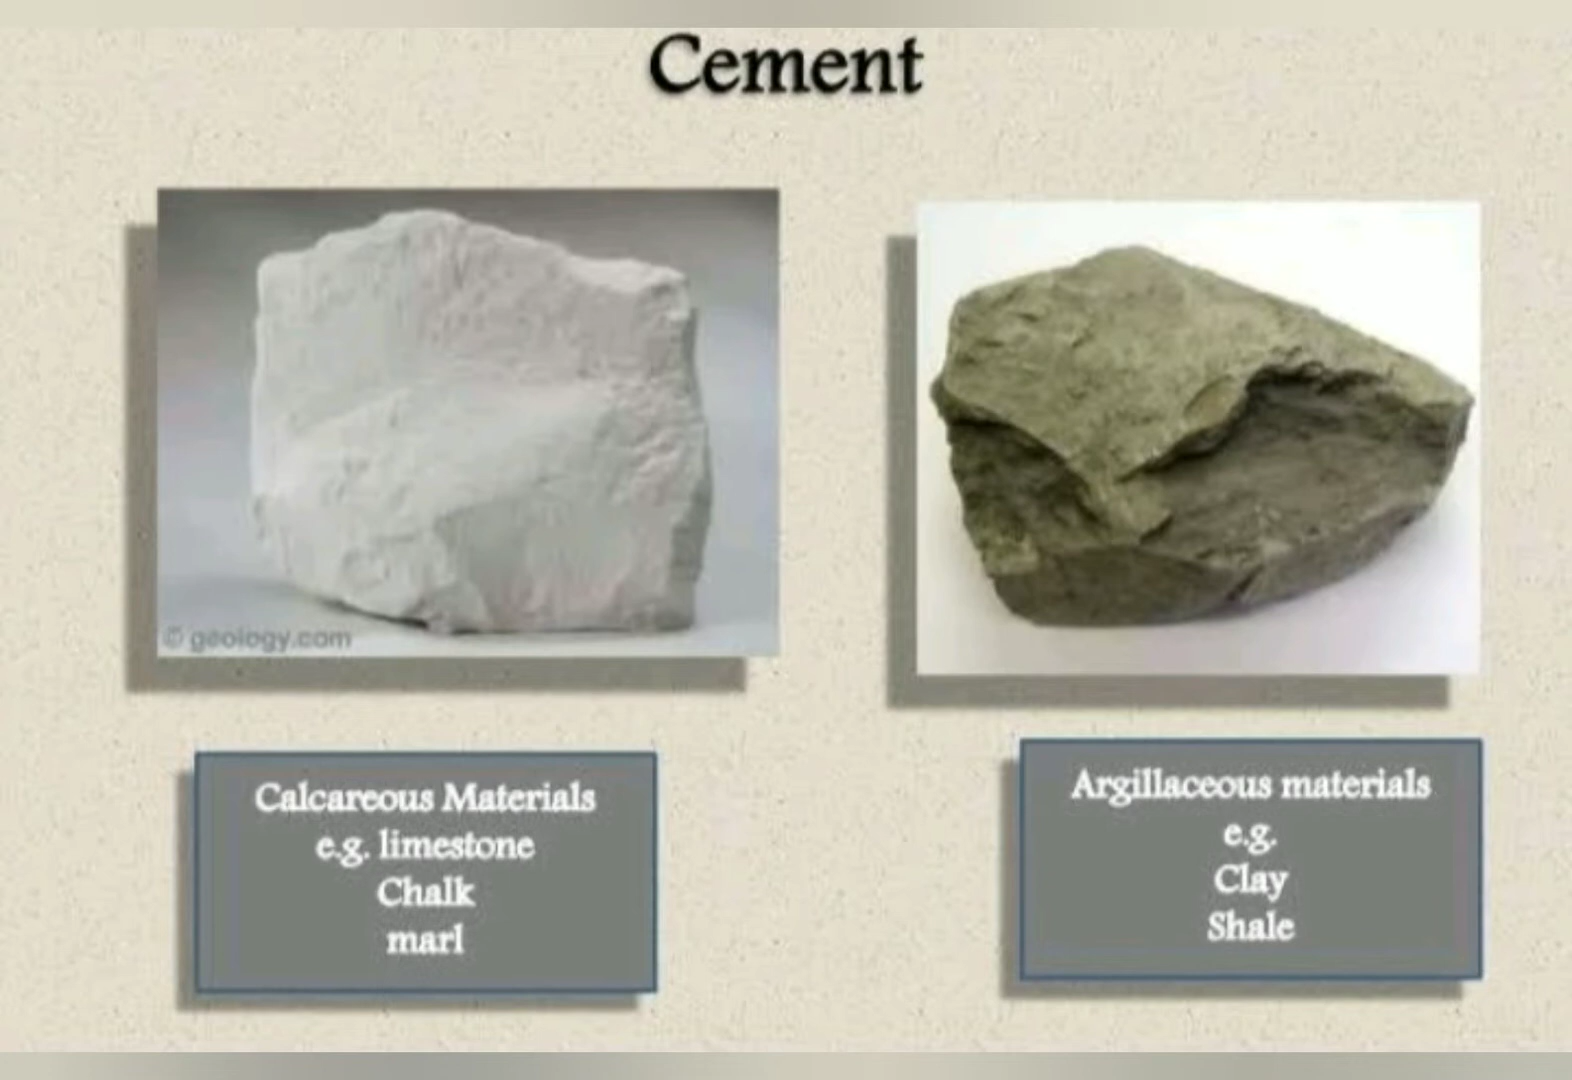 Cement
© geology.com
Calcareous Materials
e.g. limestone
Chalk
marl
Argillaceous materials
e.g.
Clay
Shale